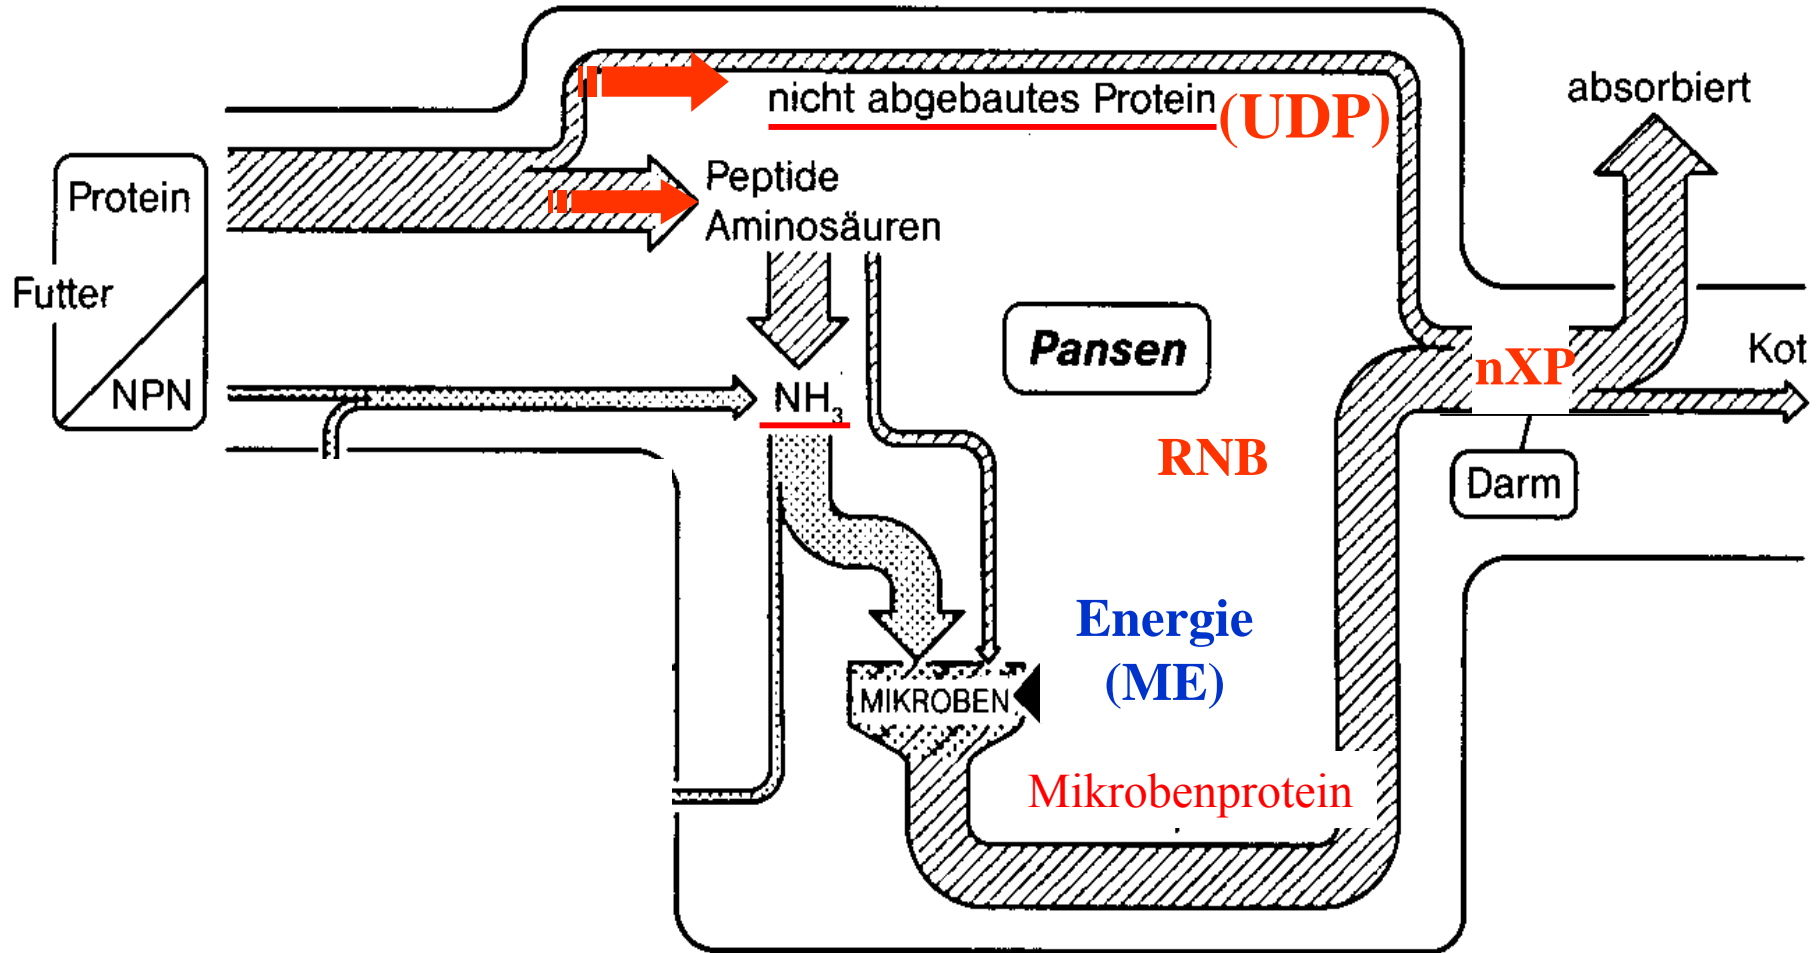 nicht abgebautes Protein (UDP)
absorbiert
Protein
Peptide
Aminosäuren
Futter
NPN
NH3
Pansen
nXP
Kot
RNB
Darm
Energie
(ME)
MIKROBEN
Mikrobenprotein